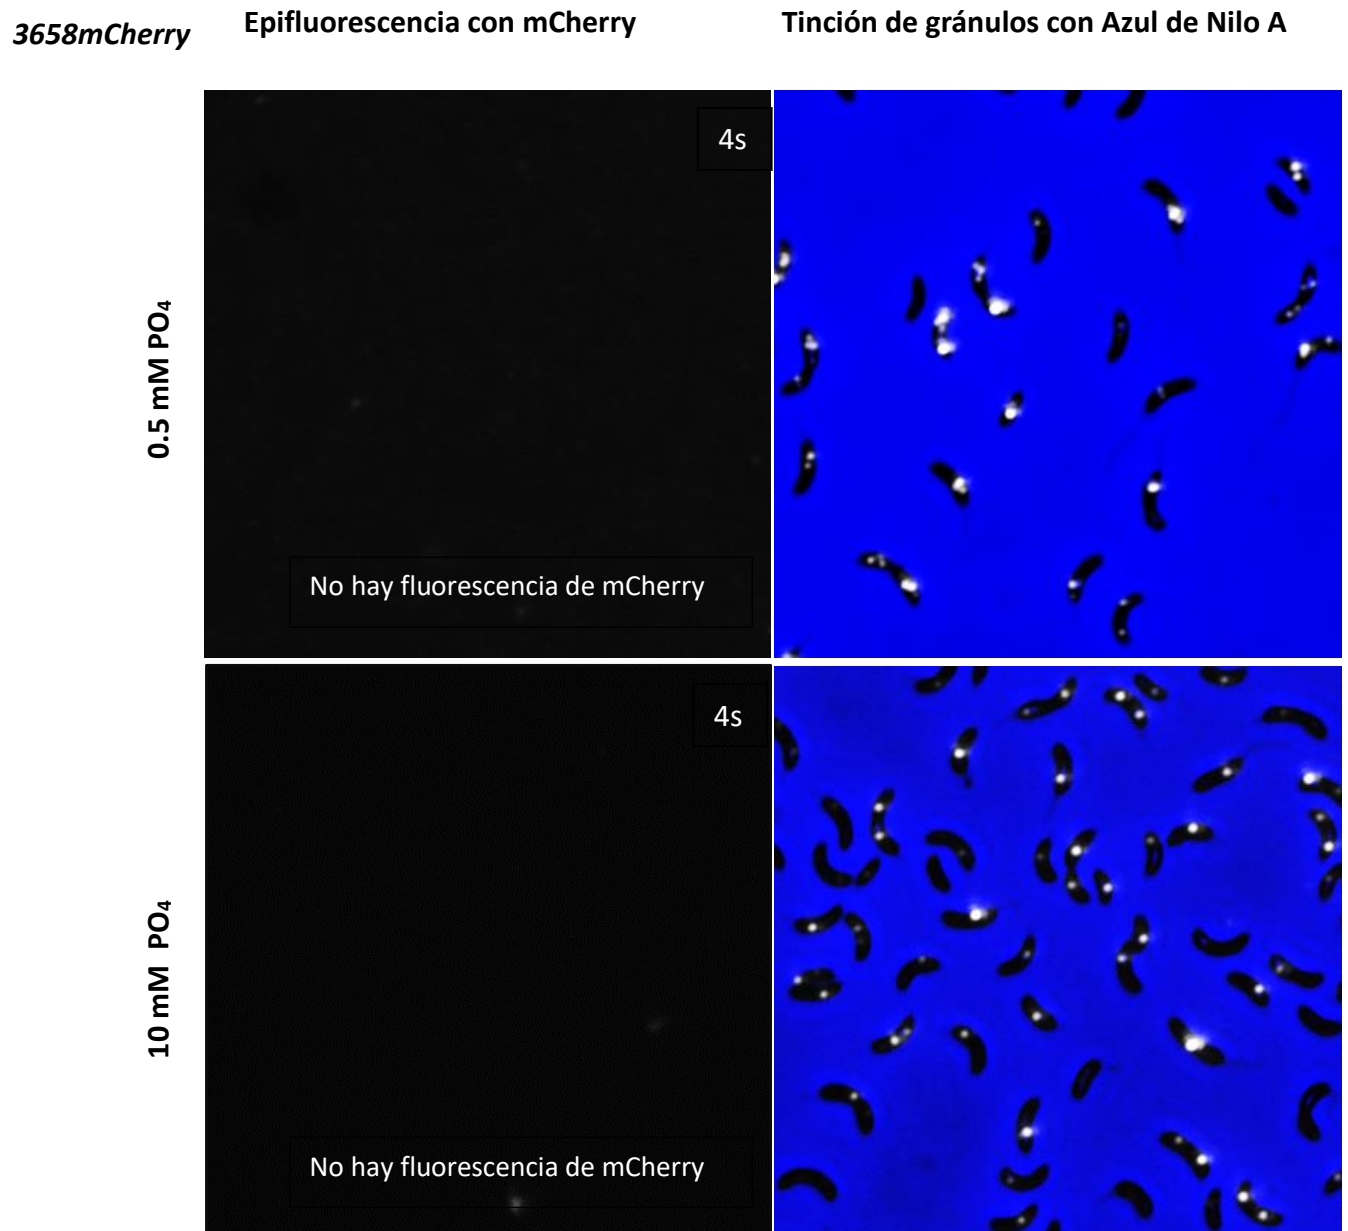 3658mCherry
Epifluorescencia con mCherry
Tinción de gránulos con Azul de Nilo A
0.5 mM PO₄
4s
No hay fluorescencia de mCherry
10 mM PO₄
4s
No hay fluorescencia de mCherry